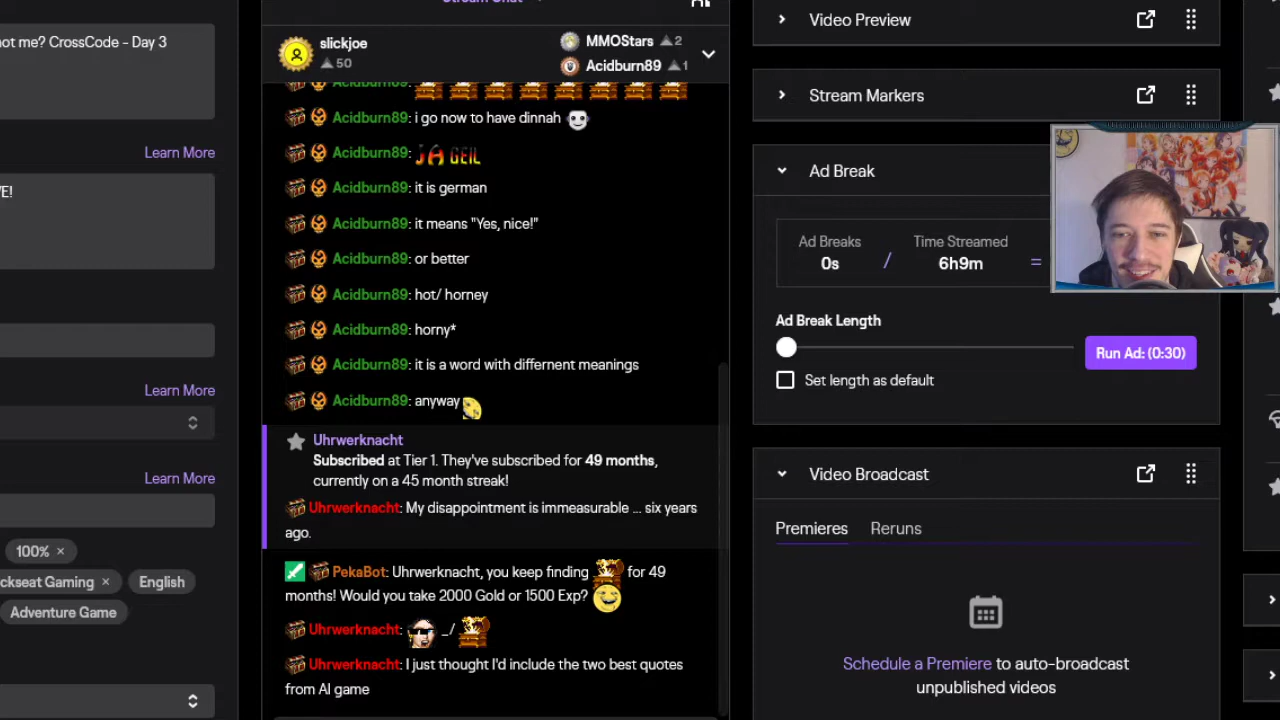 Stream Chat
not me? CrossCode - Day 3
Learn More
E!
Learn More
Learn More
100% ×
ckseat Gaming ×
English
Adventure Game
slickjoe
50
MMOStars 2
Acidburn89 1
Acidburn89:
Acidburn89: i go now to have dinnah
Acidburn89: JA GEIL
Acidburn89: it is german
Acidburn89: it means "Yes, nice!"
Acidburn89: or better
Acidburn89: hot/ horney
Acidburn89: horny*
Acidburn89: it is a word with differnent meanings
Acidburn89: anyway
Uhrwerknacht
Subscribed at Tier 1. They've subscribed for 49 months,
currently on a 45 month streak!
Uhrwerknacht: My disappointment is immeasurable ... six years
ago.
PekaBot: Uhrwerknacht, you keep finding for 49
months! Would you take 2000 Gold or 1500 Exp?
Uhrwerknacht: _/
Uhrwerknacht: I just thought I'd include the two best quotes
from AI game
Video Preview
Stream Markers
Ad Break
Ad Breaks / Time Streamed =
0s 6h9m
Ad Break Length
Run Ad: (0:30)
Set length as default
Video Broadcast
Premieres Reruns
Schedule a Premiere to auto-broadcast
unpublished videos